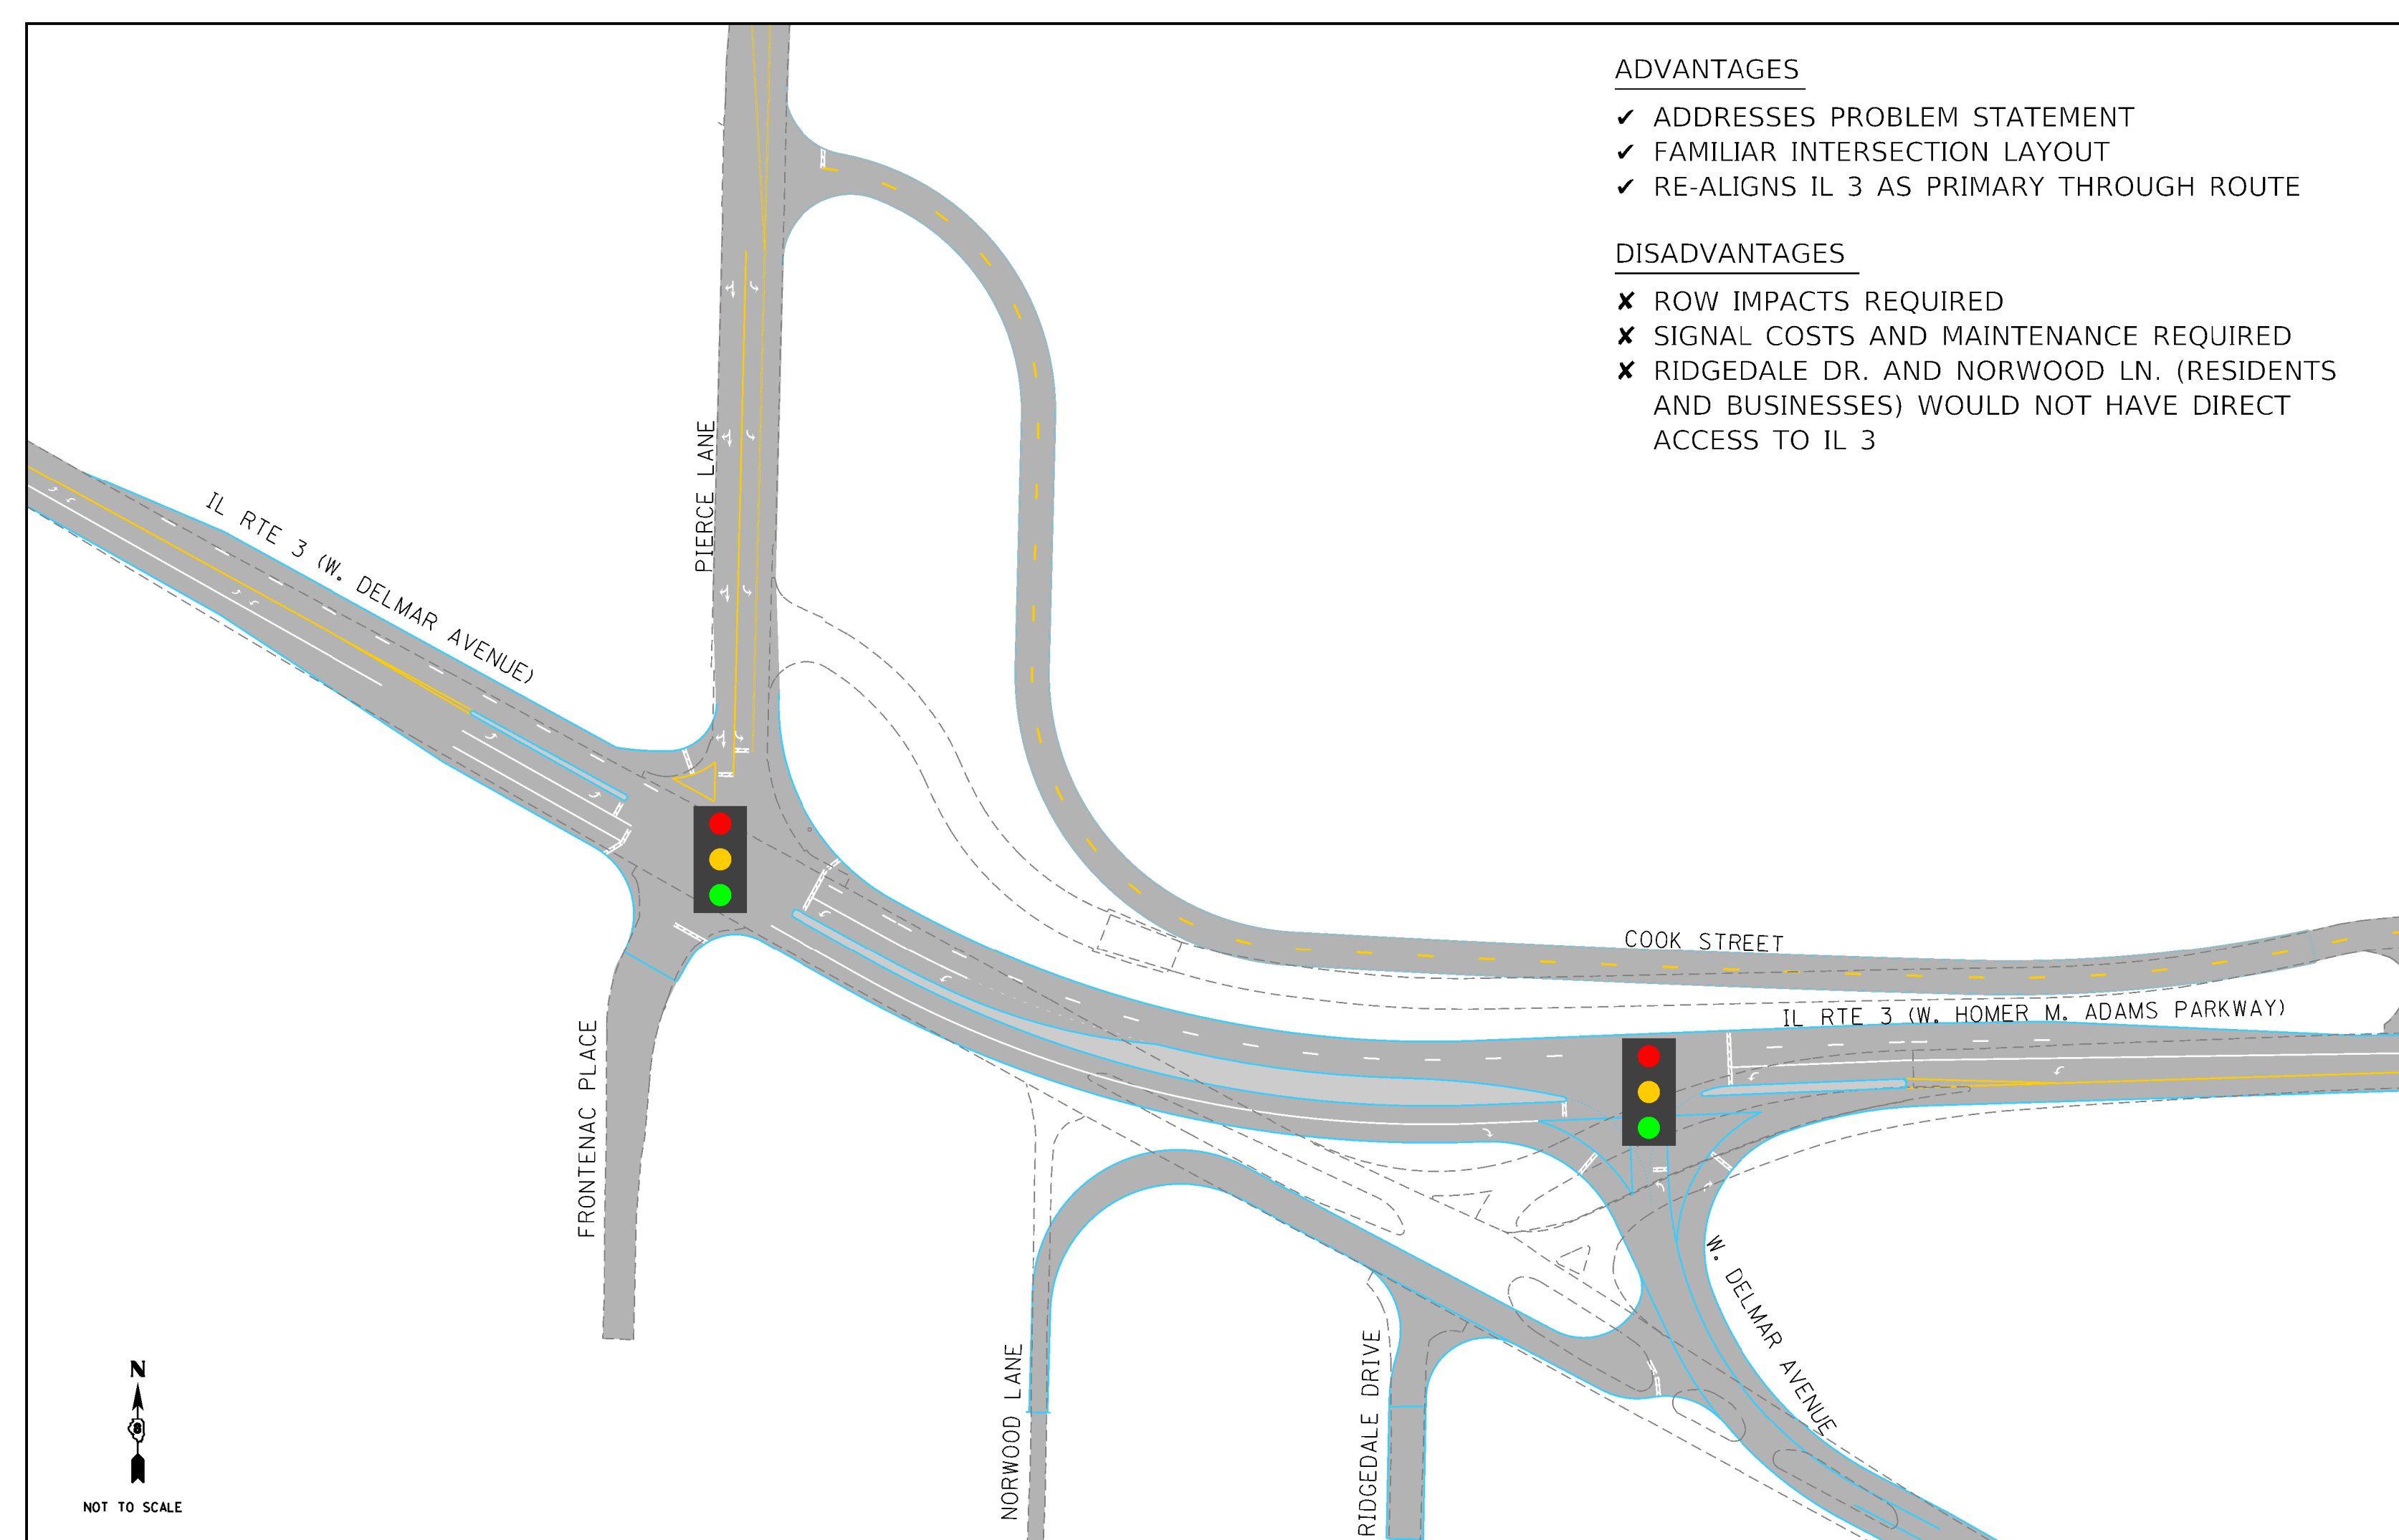 ADVANTAGES
✔ ADDRESSES PROBLEM STATEMENT
✔ FAMILIAR INTERSECTION LAYOUT
✔ RE-ALIGNS IL 3 AS PRIMARY THROUGH ROUTE
DISADVANTAGES
✘ ROW IMPACTS REQUIRED
✘ SIGNAL COSTS AND MAINTENANCE REQUIRED
✘ RIDGEDALE DR. AND NORWOOD LN. (RESIDENTS
AND BUSINESSES) WOULD NOT HAVE DIRECT
ACCESS TO IL 3
PIERCE LANE
IL RTE 3 (W. DELMAR AVENUE)
COOK STREET
IL RTE 3 (W. HOMER M. ADAMS PARKWAY)
FRONTENAC PLACE
W. DELMAR AVENUE
NORWOOD LANE
RIDGEDALE DRIVE
N
8
NOT TO SCALE